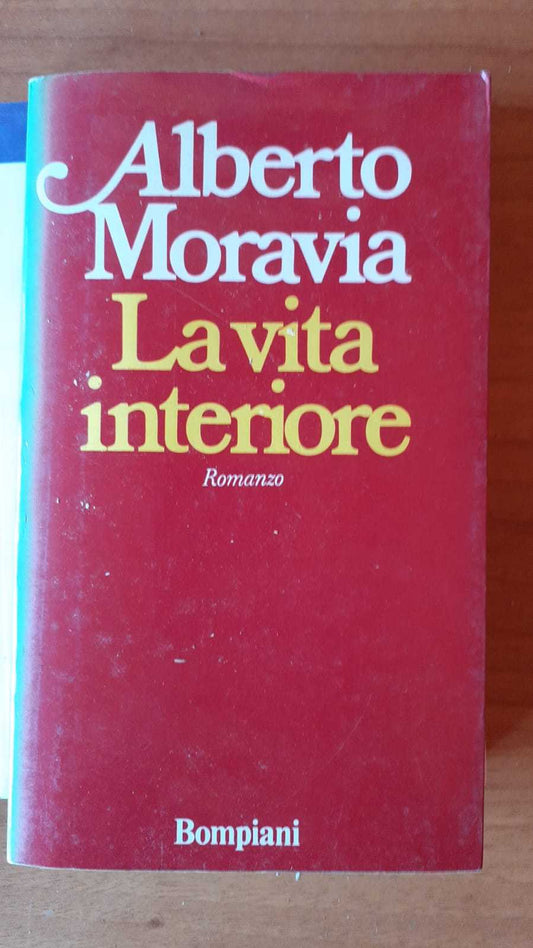 Alberto
Moravia
La vita
interiore
Romanzo
Bompiani